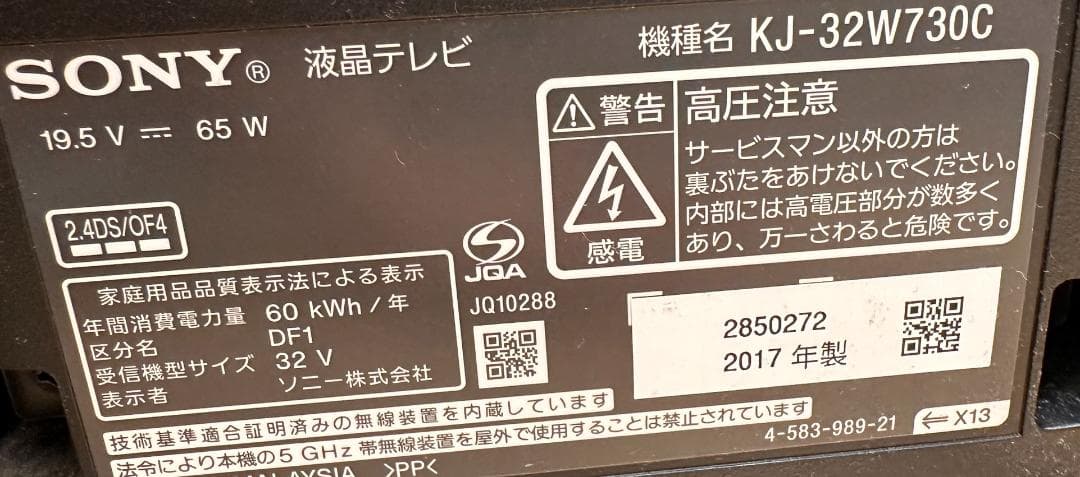 SONY® 液晶テレビ
機種名 KJ-32W730C
19.5 V ⎓ 65 W
⚠ 警告
感電
高圧注意
サービスマン以外の方は
裏ぶたをあけないでください。
内部には高電圧部分が数多く
あり、万一さわると危険です。
2.4DS/OF4
JQA
JQ10288
家庭用品品質表示法による表示
年間消費電力量 60 kWh / 年
区分名 DF1
受信機型サイズ 32 V
表示者 ソニー株式会社
2850272
2017 年製
技術基準適合証明済みの無線装置を内蔵しています
法令により本機の5 GHz 帯無線装置を屋外で使用することは禁止されています
4-583-989-21
⇐ X13
>PP<